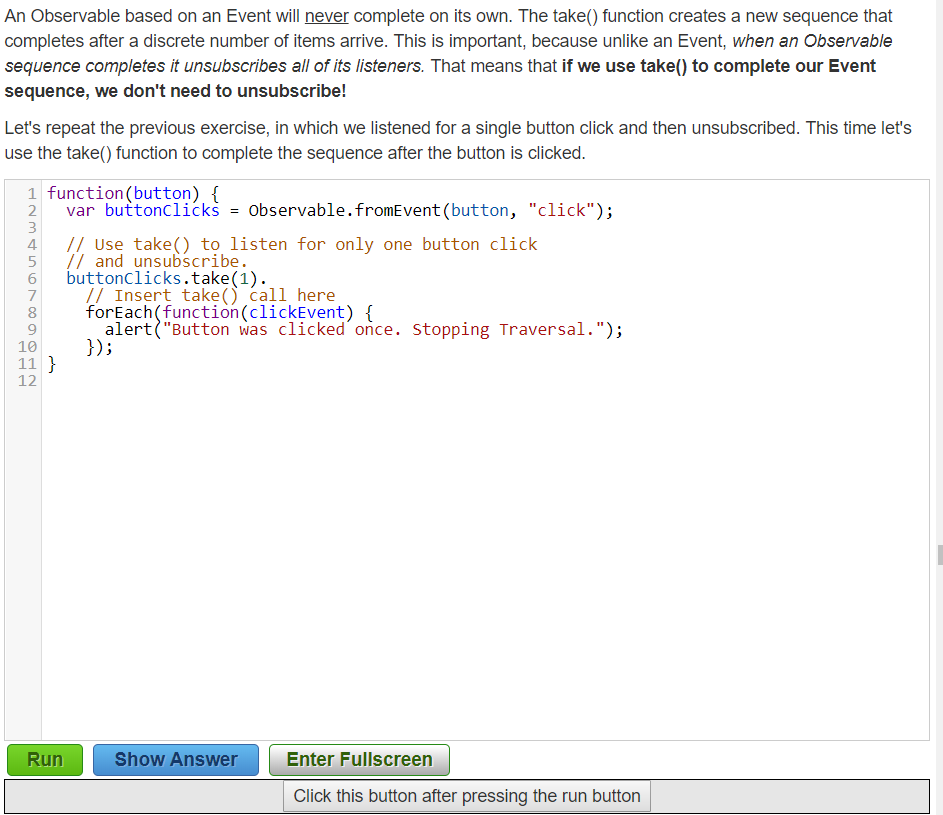 An Observable based on an Event will never complete on its own. The take() function creates a new sequence that
completes after a discrete number of items arrive. This is important, because unlike an Event, when an Observable
sequence completes it unsubscribes all of its listeners. That means that if we use take() to complete our Event
sequence, we don't need to unsubscribe!
Let's repeat the previous exercise, in which we listened for a single button click and then unsubscribed. This time let's
use the take() function to complete the sequence after the button is clicked.
1 function(button) {
2   var buttonClicks = Observable.fromEvent(button, "click");
3
4   // Use take() to listen for only one button click
5   // and unsubscribe.
6   buttonClicks.take(1).
7     // Insert take() call here
8     forEach(function(clickEvent) {
9       alert("Button was clicked once. Stopping Traversal.");
10     });
11 }
12
Run Show Answer Enter Fullscreen
Click this button after pressing the run button